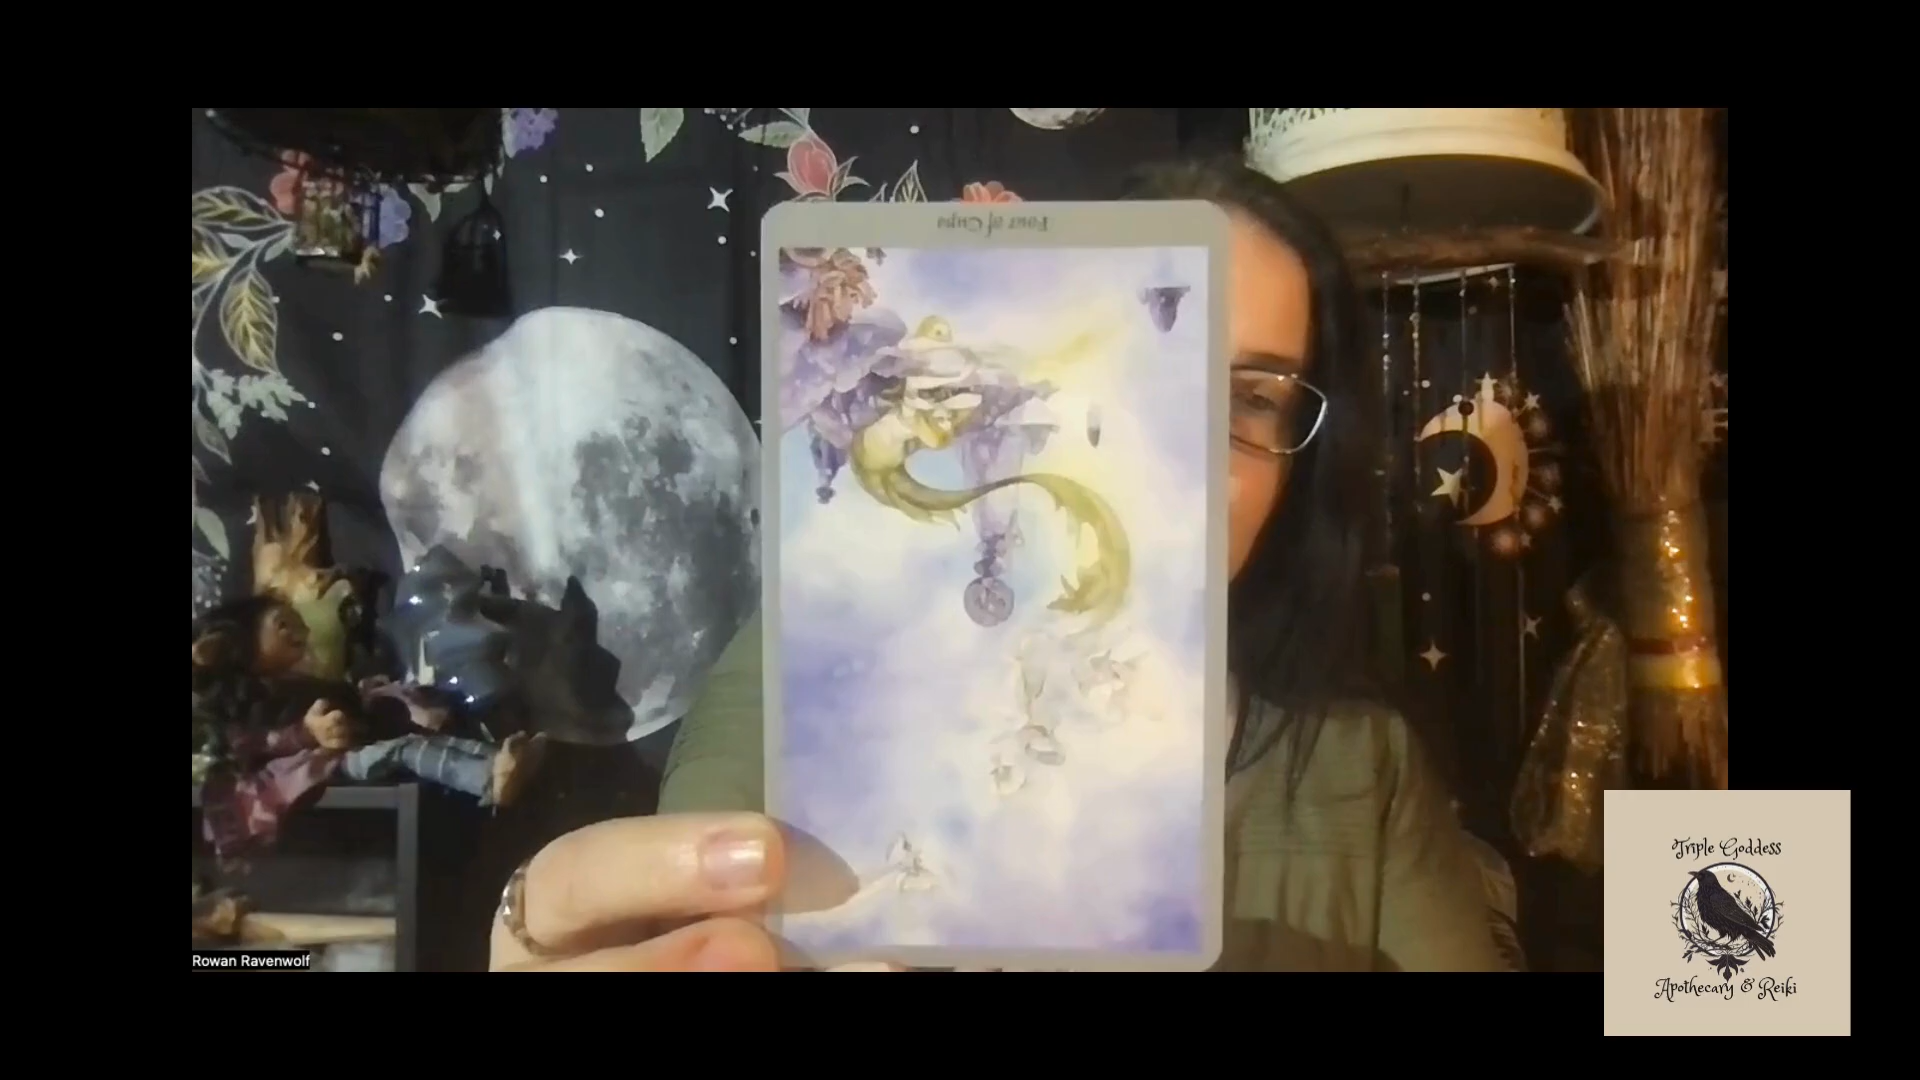 Four of Cups
Rowan Ravenwolf
Triple Goddess
Apothecary & Reiki